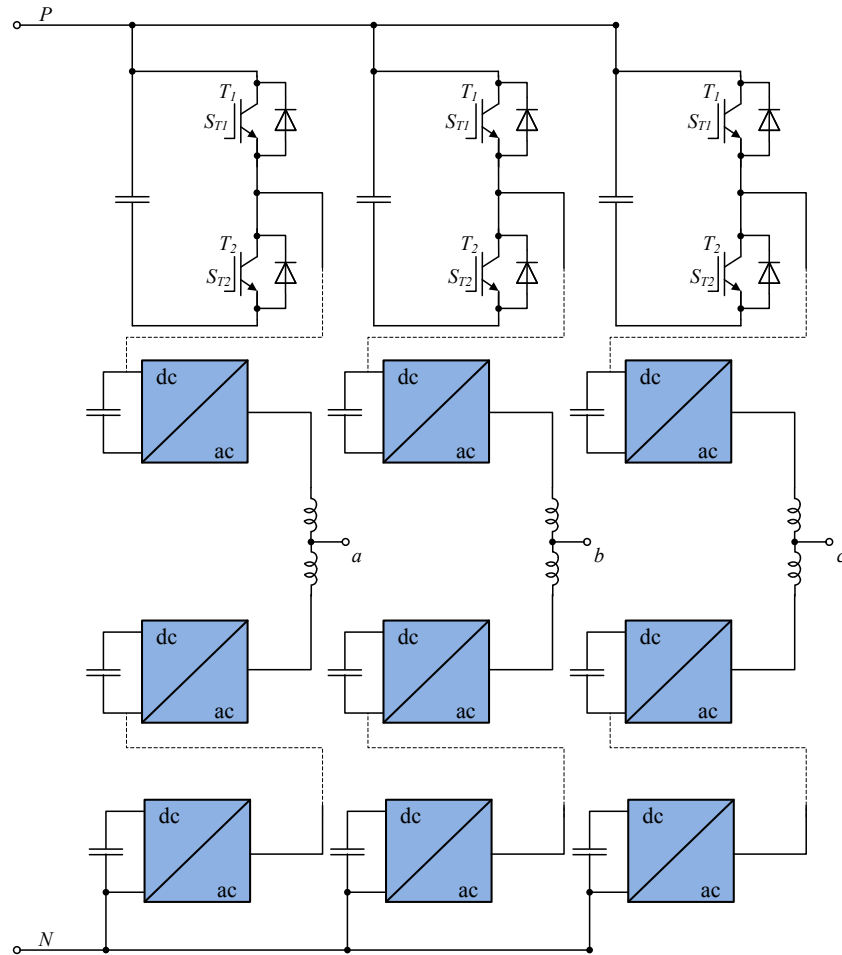 P
T1 T1 T1
ST1 ST1 ST1
T2 T2 T2
ST2 ST2 ST2
dc dc dc
ac ac ac
a b c
dc dc dc
ac ac ac
dc dc dc
ac ac ac
N